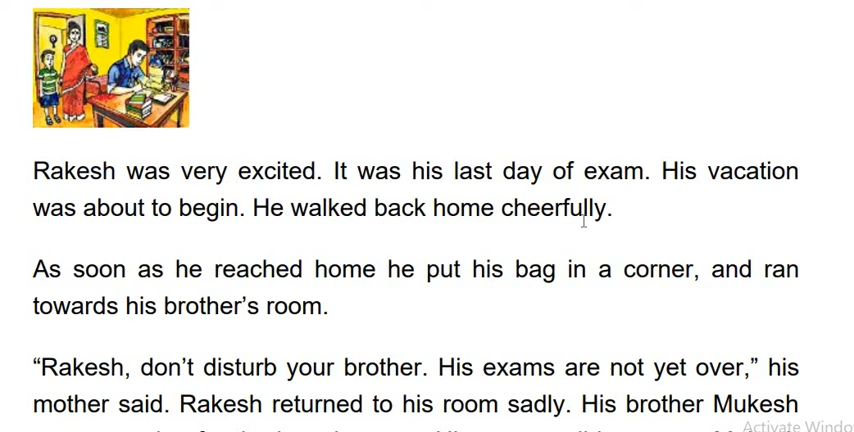 Rakesh was very excited. It was his last day of exam. His vacation
was about to begin. He walked back home cheerfully.
As soon as he reached home he put his bag in a corner, and ran
towards his brother’s room.
“Rakesh, don’t disturb your brother. His exams are not yet over,” his
mother said. Rakesh returned to his room sadly. His brother Mukesh
Activate Windo